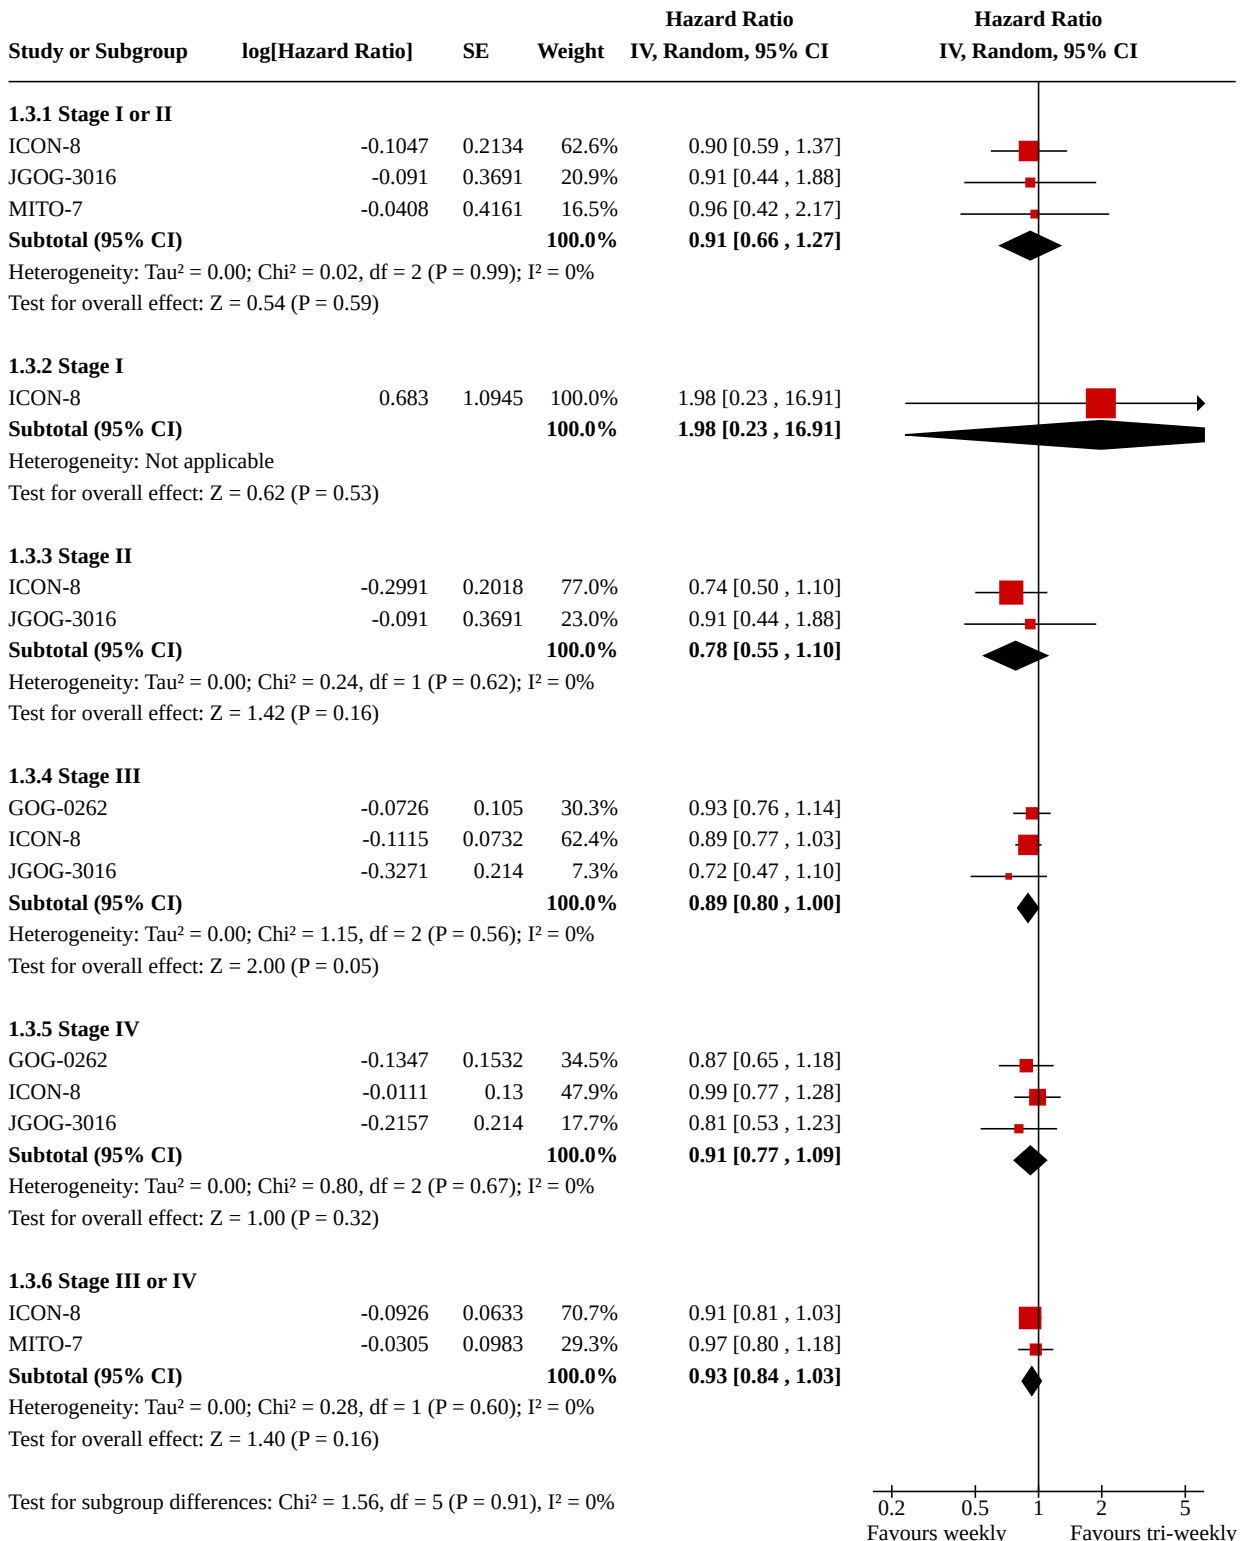 Hazard Ratio Hazard Ratio
Study or Subgroup log[Hazard Ratio] SE Weight IV, Random, 95% CI IV, Random, 95% CI
1.3.1 Stage I or II
ICON-8 -0.1047 0.2134 62.6% 0.90 [0.59 , 1.37]
JGOG-3016 -0.091 0.3691 20.9% 0.91 [0.44 , 1.88]
MITO-7 -0.0408 0.4161 16.5% 0.96 [0.42 , 2.17]
Subtotal (95% CI) 100.0% 0.91 [0.66 , 1.27]
Heterogeneity: Tau² = 0.00; Chi² = 0.02, df = 2 (P = 0.99); I² = 0%
Test for overall effect: Z = 0.54 (P = 0.59)
1.3.2 Stage I
ICON-8 0.683 1.0945 100.0% 1.98 [0.23 , 16.91]
Subtotal (95% CI) 100.0% 1.98 [0.23 , 16.91]
Heterogeneity: Not applicable
Test for overall effect: Z = 0.62 (P = 0.53)
1.3.3 Stage II
ICON-8 -0.2991 0.2018 77.0% 0.74 [0.50 , 1.10]
JGOG-3016 -0.091 0.3691 23.0% 0.91 [0.44 , 1.88]
Subtotal (95% CI) 100.0% 0.78 [0.55 , 1.10]
Heterogeneity: Tau² = 0.00; Chi² = 0.24, df = 1 (P = 0.62); I² = 0%
Test for overall effect: Z = 1.42 (P = 0.16)
1.3.4 Stage III
GOG-0262 -0.0726 0.105 30.3% 0.93 [0.76 , 1.14]
ICON-8 -0.1115 0.0732 62.4% 0.89 [0.77 , 1.03]
JGOG-3016 -0.3271 0.214 7.3% 0.72 [0.47 , 1.10]
Subtotal (95% CI) 100.0% 0.89 [0.80 , 1.00]
Heterogeneity: Tau² = 0.00; Chi² = 1.15, df = 2 (P = 0.56); I² = 0%
Test for overall effect: Z = 2.00 (P = 0.05)
1.3.5 Stage IV
GOG-0262 -0.1347 0.1532 34.5% 0.87 [0.65 , 1.18]
ICON-8 -0.0111 0.13 47.9% 0.99 [0.77 , 1.28]
JGOG-3016 -0.2157 0.214 17.7% 0.81 [0.53 , 1.23]
Subtotal (95% CI) 100.0% 0.91 [0.77 , 1.09]
Heterogeneity: Tau² = 0.00; Chi² = 0.80, df = 2 (P = 0.67); I² = 0%
Test for overall effect: Z = 1.00 (P = 0.32)
1.3.6 Stage III or IV
ICON-8 -0.0926 0.0633 70.7% 0.91 [0.81 , 1.03]
MITO-7 -0.0305 0.0983 29.3% 0.97 [0.80 , 1.18]
Subtotal (95% CI) 100.0% 0.93 [0.84 , 1.03]
Heterogeneity: Tau² = 0.00; Chi² = 0.28, df = 1 (P = 0.60); I² = 0%
Test for overall effect: Z = 1.40 (P = 0.16)
Test for subgroup differences: Chi² = 1.56, df = 5 (P = 0.91), I² = 0%
0.2 0.5 1 2 5
Favours weekly Favours tri-weekly